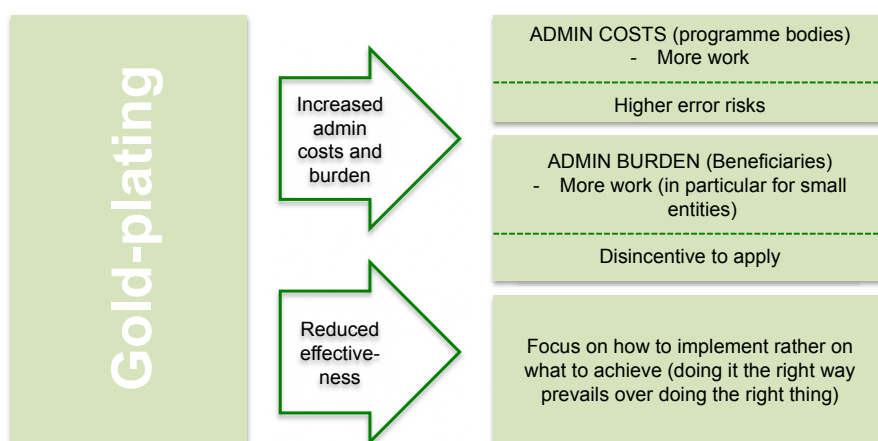 Gold-plating
Increased
admin
costs and
burden
ADMIN COSTS (programme bodies)
- More work
Higher error risks
ADMIN BURDEN (Beneficiaries)
- More work (in particular for small
entities)
Disincentive to apply
Reduced
effective-
ness
Focus on how to implement rather on
what to achieve (doing it the right way
prevails over doing the right thing)